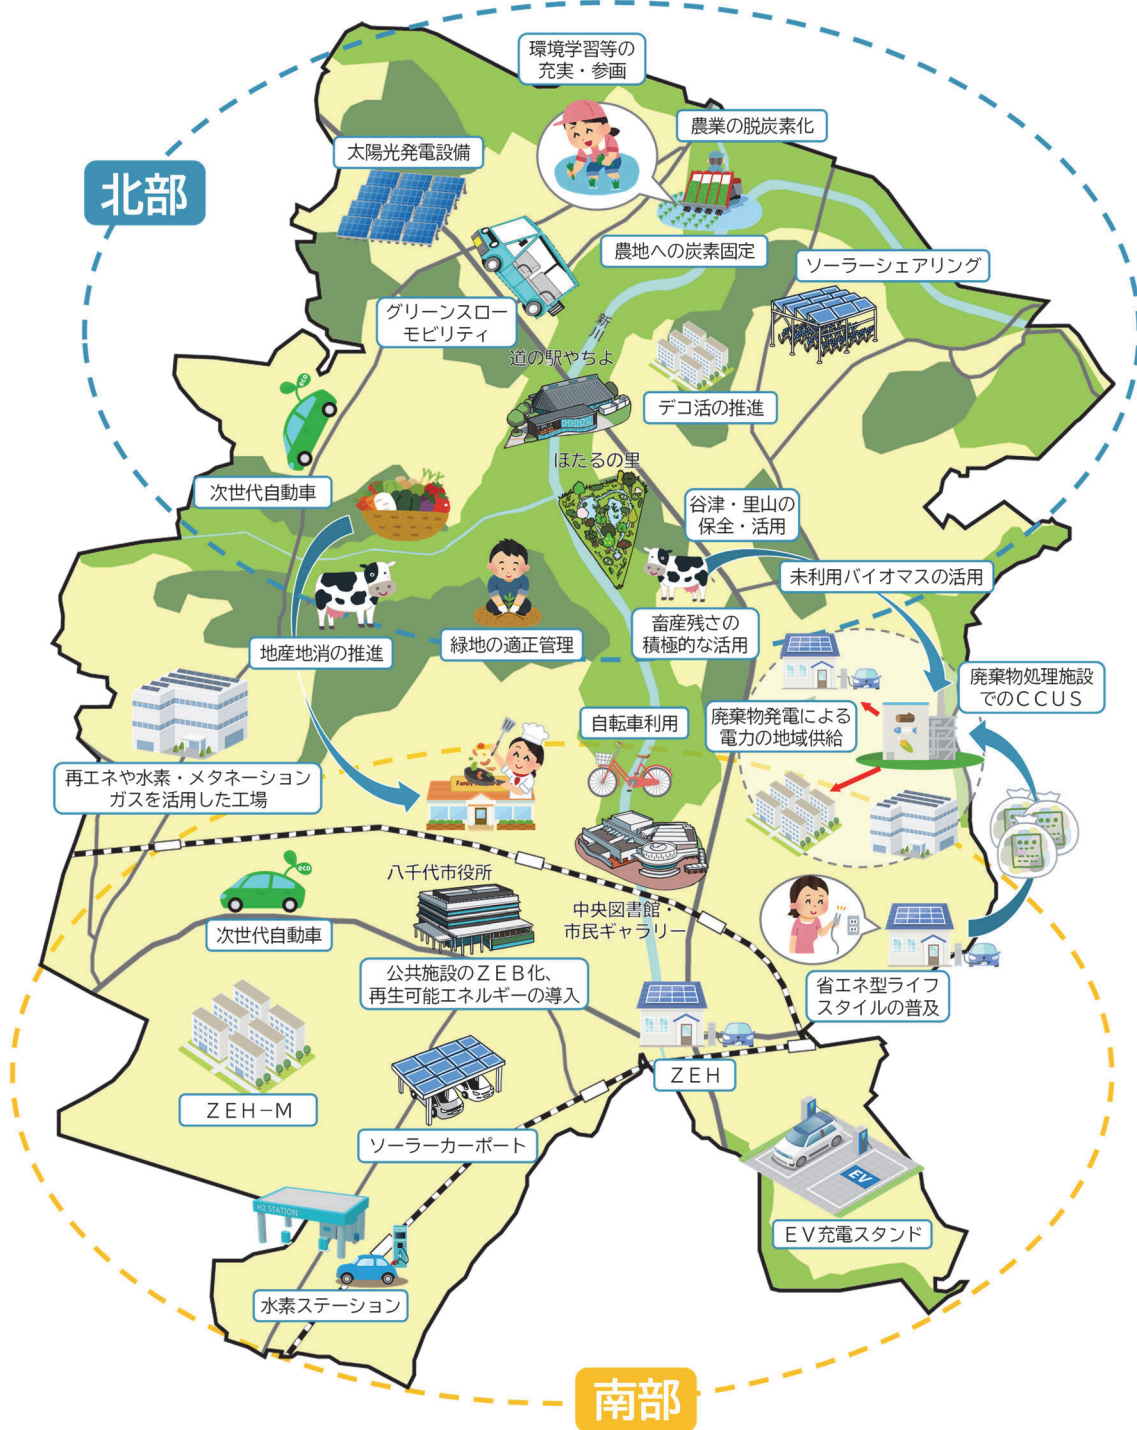 環境学習等の
充実・参画
農業の脱炭素化
太陽光発電設備
北部
農地への炭素固定
ソーラーシェアリング
グリーンスロー
モビリティ
新川
道の駅やちよ
デコ活の推進
eco
次世代自動車
ほたるの里
谷津・里山の
保全・活用
未利用バイオマスの活用
畜産残さの
積極的な活用
緑地の適正管理
地産地消の推進
廃棄物処理施設
でのCCUS
自転車利用
廃棄物発電による
電力の地域供給
再エネや水素・メタネーション
ガスを活用した工場
八千代市役所
eco
次世代自動車
中央図書館・
市民ギャラリー
公共施設のZEB化、
再生可能エネルギーの導入
省エネ型ライフ
スタイルの普及
ZEH
ZEH−M
ソーラーカーポート
EV
EV充電スタンド
H2 STATION
水素ステーション
南部